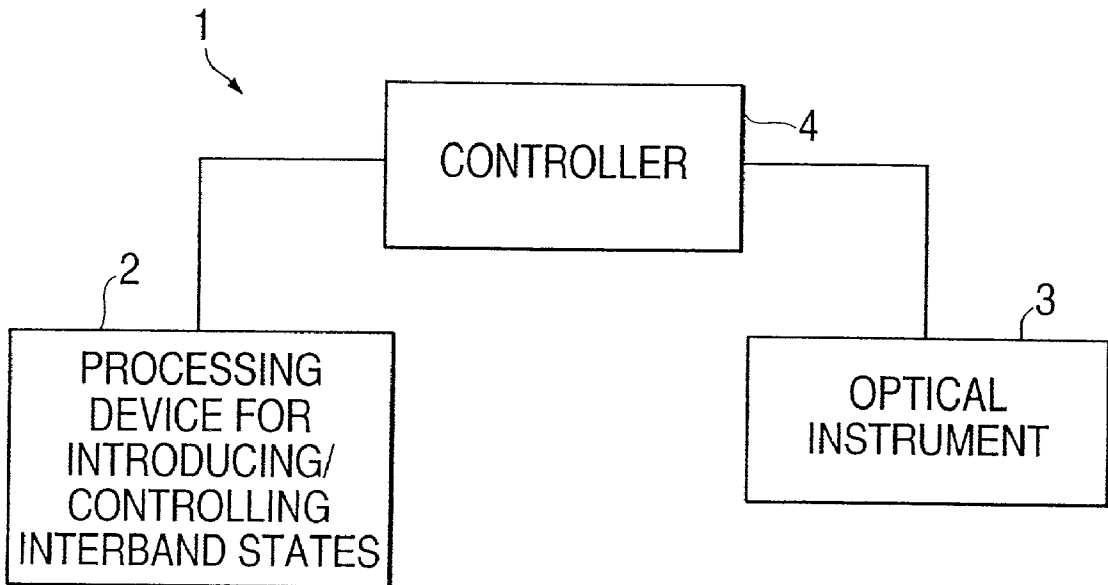 1
CONTROLLER
4
2
PROCESSING
DEVICE FOR
INTRODUCING/
CONTROLLING
INTERBAND STATES
3
OPTICAL
INSTRUMENT